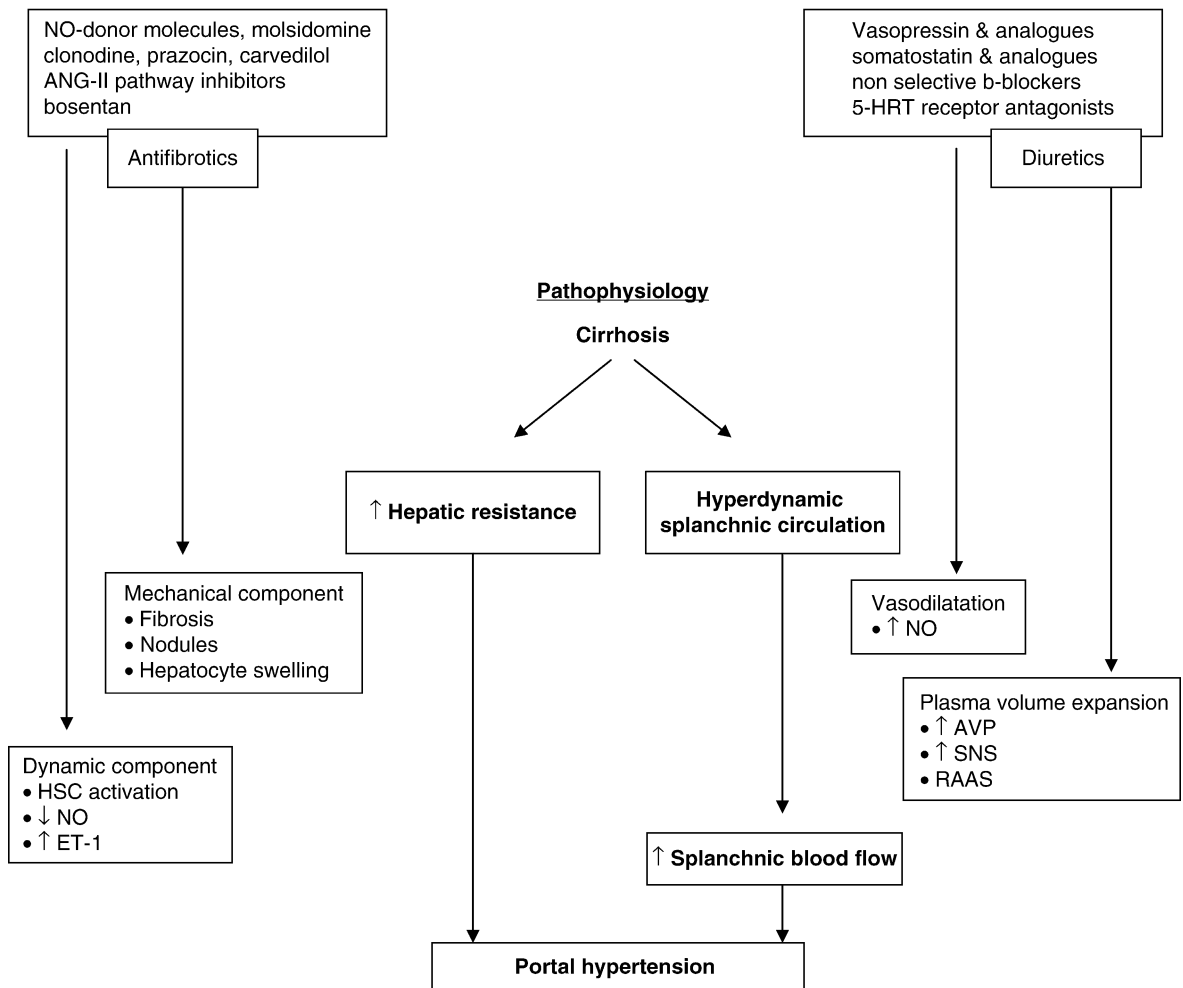 NO-donor molecules, molsidomine
clonodine, prazocin, carvedilol
ANG-II pathway inhibitors
bosentan
Antifibrotics
Vasopressin & analogues
somatostatin & analogues
non selective b-blockers
5-HRT receptor antagonists
Diuretics
Pathophysiology
Cirrhosis
↑ Hepatic resistance
Hyperdynamic
splanchnic circulation
Mechanical component
• Fibrosis
• Nodules
• Hepatocyte swelling
Vasodilatation
• ↑ NO
Plasma volume expansion
• ↑ AVP
• ↑ SNS
• RAAS
Dynamic component
• HSC activation
• ↓ NO
• ↑ ET-1
↑ Splanchnic blood flow
Portal hypertension